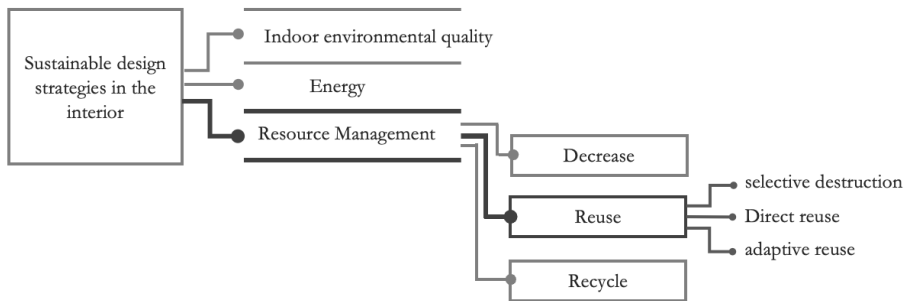 Sustainable design
strategies in the
interior
Indoor environmental quality
Energy
Resource Management
Decrease
Reuse
Recycle
selective destruction
Direct reuse
adaptive reuse